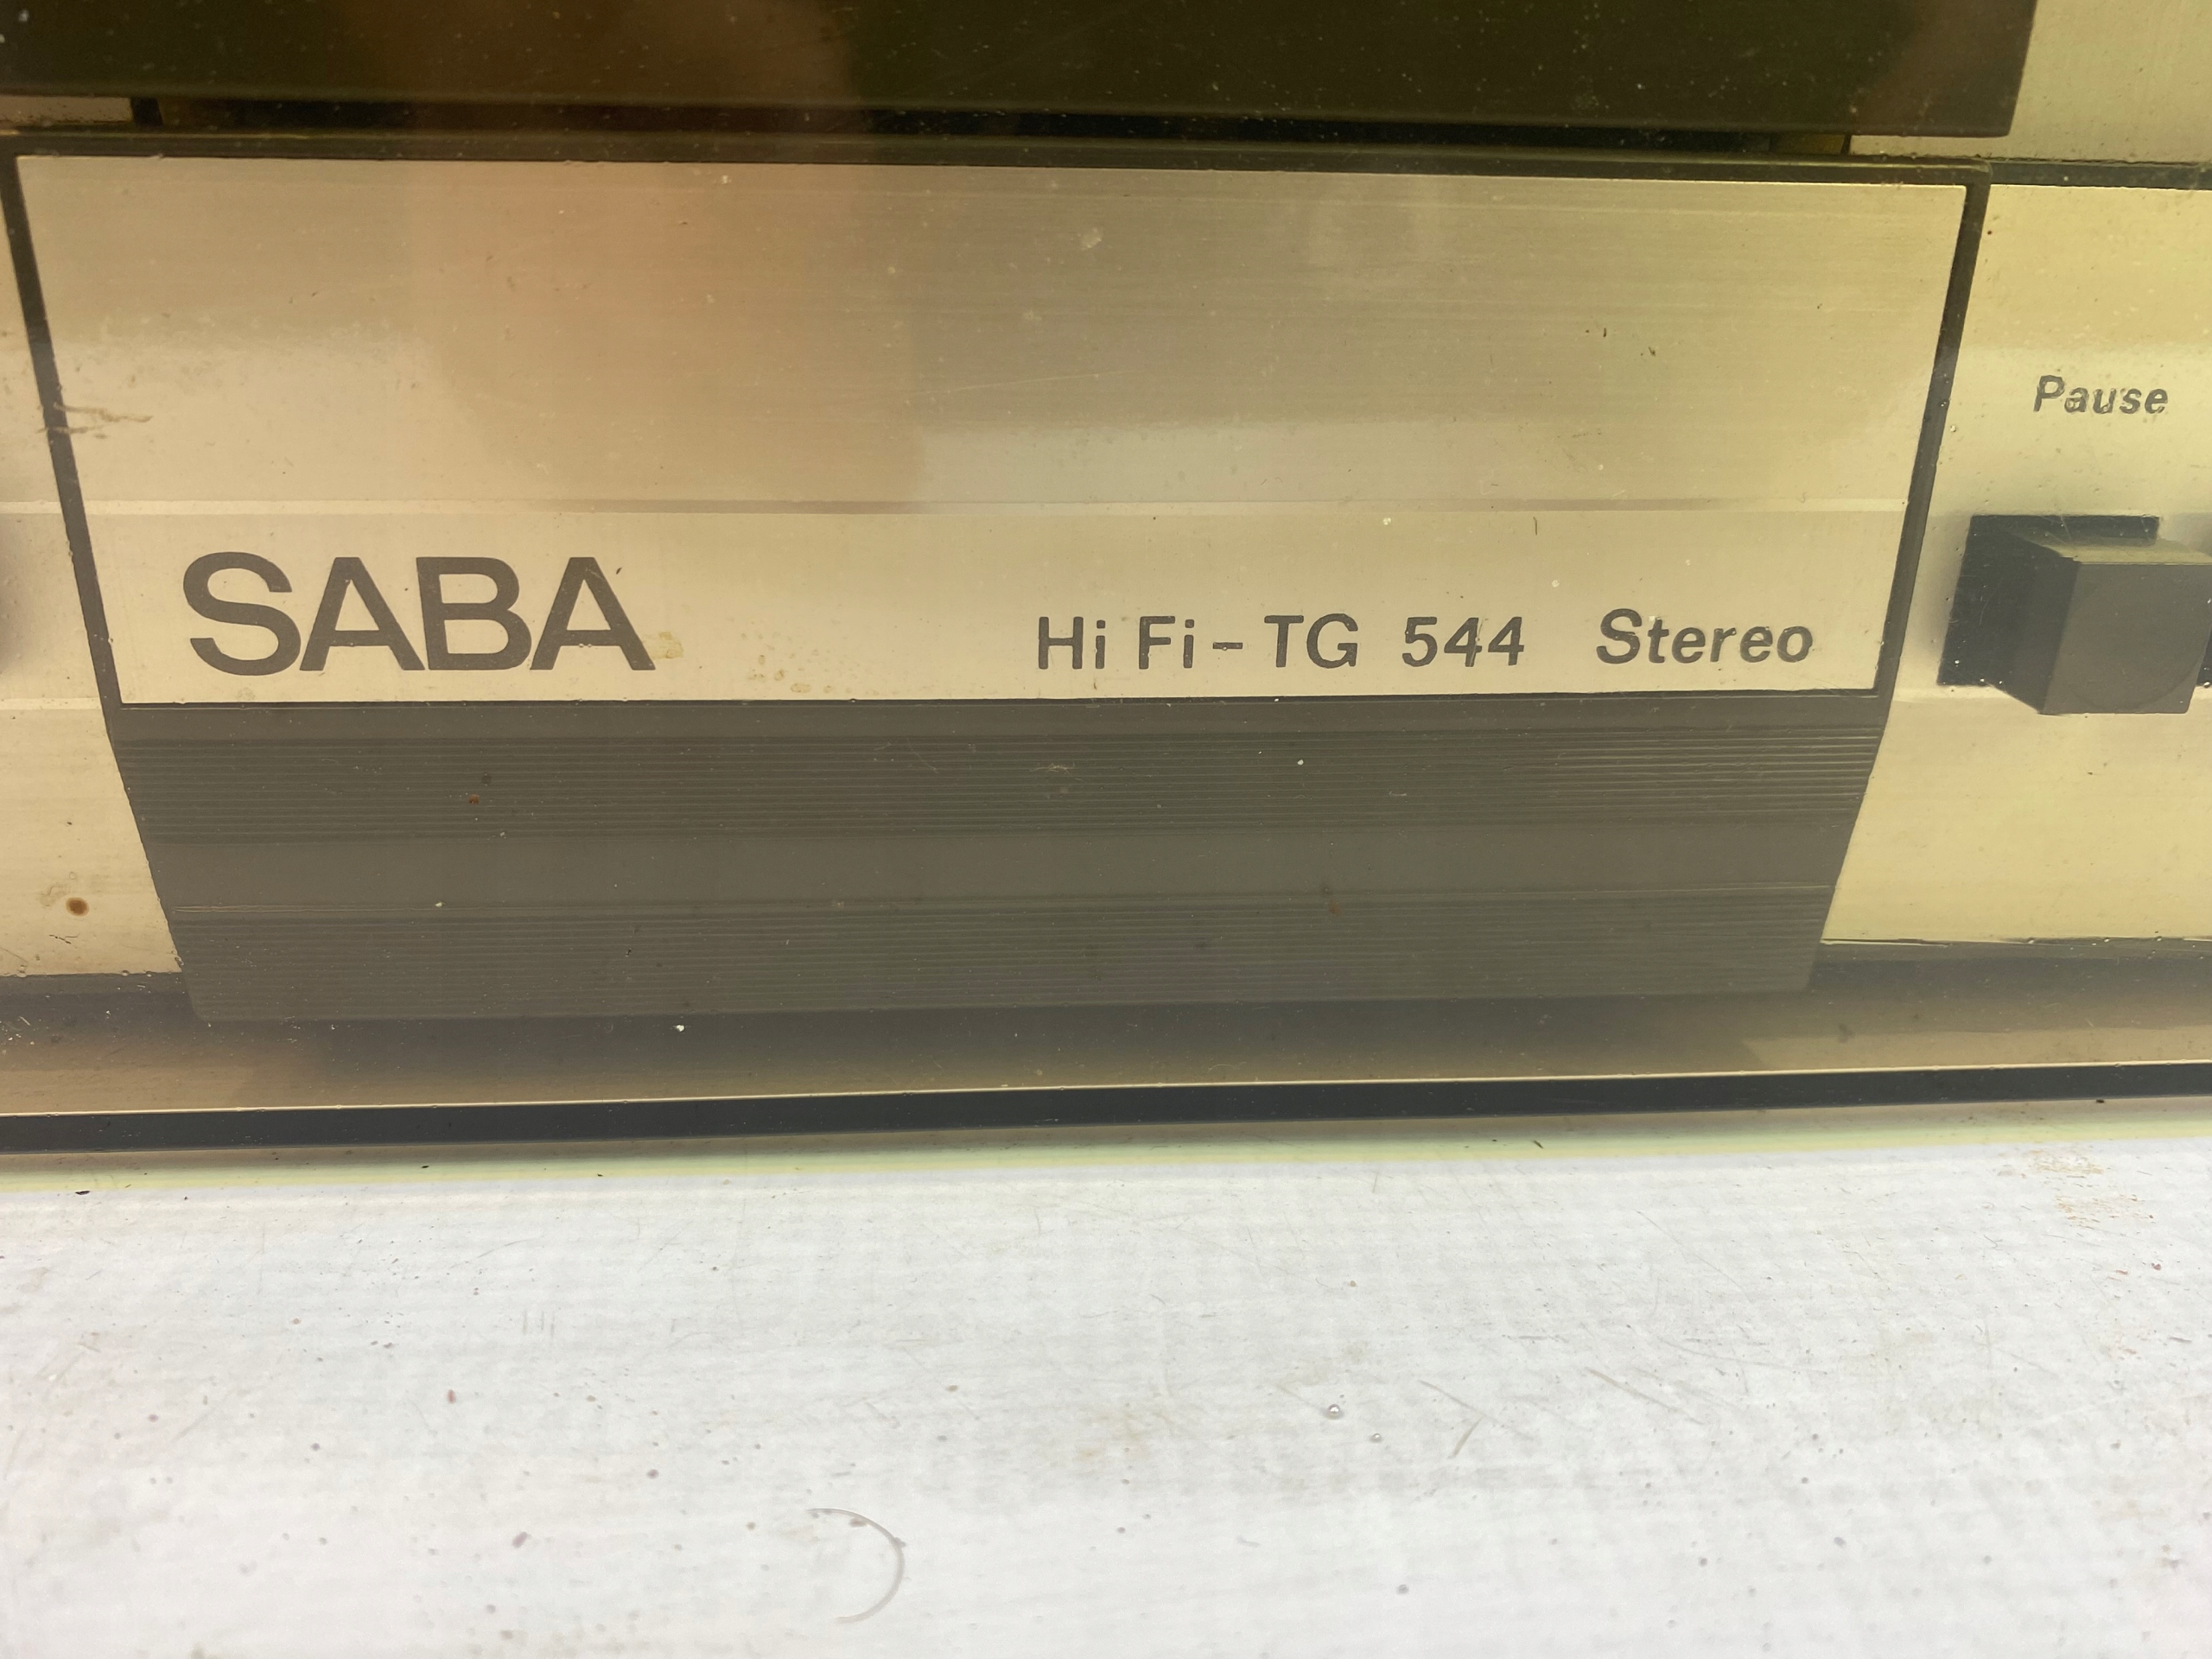 Pause
SABA Hi Fi - TG 544 Stereo